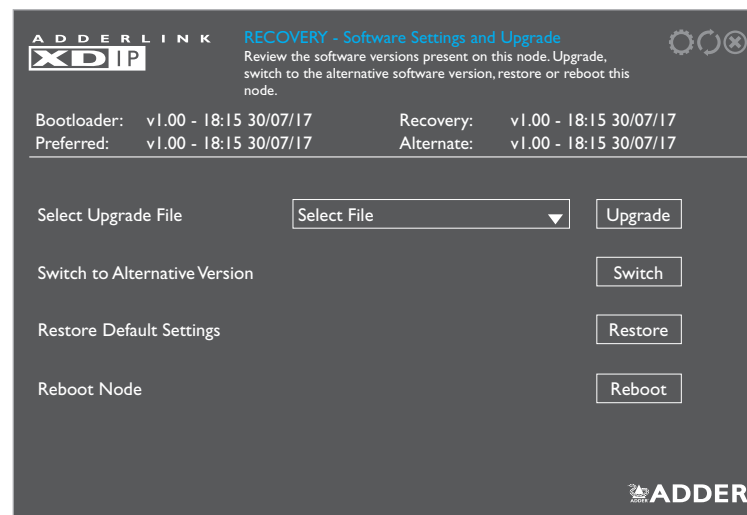 ADDERLINK
XDIP
RECOVERY - Software Settings and Upgrade
Review the software versions present on this node. Upgrade,
switch to the alternative software version, restore or reboot this
node.
Bootloader: v1.00 - 18:15 30/07/17 Recovery: v1.00 - 18:15 30/07/17
Preferred: v1.00 - 18:15 30/07/17 Alternate: v1.00 - 18:15 30/07/17
Select Upgrade File Select File Upgrade
Switch to Alternative Version Switch
Restore Default Settings Restore
Reboot Node Reboot
ADDER ADDER